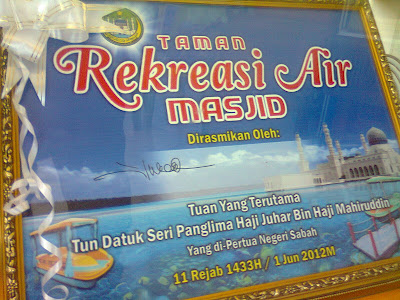 TAMAN
Rekreasi Air
MASJID
Dirasmikan Oleh:
Tuan Yang Terutama
Tun Datuk Seri Panglima Haji Juhar Bin Haji Mahiruddin
Yang di-Pertua Negeri Sabah
11 Rejab 1433H / 1 Jun 2012M